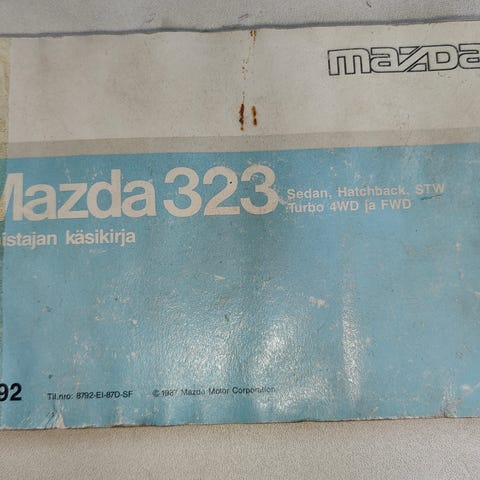 mazda
Mazda 323
Sedan, Hatchback, STW
Turbo 4WD ja FWD
istajan käsikirja
92
Til.nro: 8792-EI-87D-SF © 1987 Mazda Motor Corporation